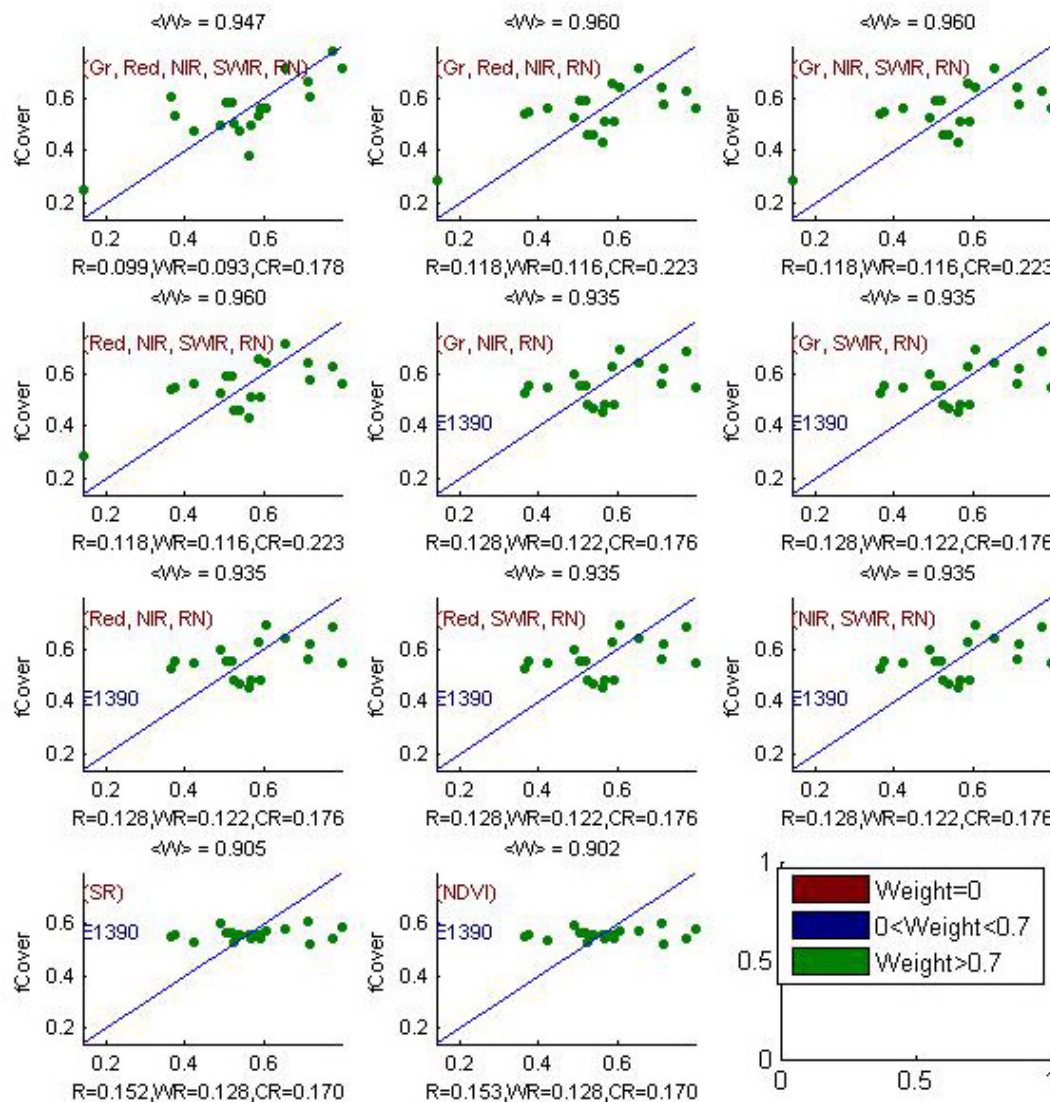 <W> = 0.947
(Gr, Red, NIR, SWIR, RN)
fCover
0.6
0.4
0.2
0.2 0.4 0.6
R=0.099,WR=0.093,CR=0.178
<W> = 0.960
(Gr, Red, NIR, RN)
fCover
0.6
0.4
0.2
0.2 0.4 0.6
R=0.118,WR=0.116,CR=0.223
<W> = 0.960
(Gr, NIR, SWIR, RN)
fCover
0.6
0.4
0.2
0.2 0.4 0.6
R=0.118,WR=0.116,CR=0.223
<W> = 0.960
(Red, NIR, SWIR, RN)
fCover
0.6
0.4
0.2
0.2 0.4 0.6
R=0.118,WR=0.116,CR=0.223
<W> = 0.935
(Gr, NIR, RN)
E1390
fCover
0.6
0.4
0.2
0.2 0.4 0.6
R=0.128,WR=0.122,CR=0.176
<W> = 0.935
(Gr, SWIR, RN)
E1390
fCover
0.6
0.4
0.2
0.2 0.4 0.6
R=0.128,WR=0.122,CR=0.176
<W> = 0.935
(Red, NIR, RN)
E1390
fCover
0.6
0.4
0.2
0.2 0.4 0.6
R=0.128,WR=0.122,CR=0.176
<W> = 0.935
(Red, SWIR, RN)
E1390
fCover
0.6
0.4
0.2
0.2 0.4 0.6
R=0.128,WR=0.122,CR=0.176
<W> = 0.935
(NIR, SWIR, RN)
E1390
fCover
0.6
0.4
0.2
0.2 0.4 0.6
R=0.128,WR=0.122,CR=0.176
<W> = 0.905
(SR)
E1390
fCover
0.6
0.4
0.2
0.2 0.4 0.6
R=0.152,WR=0.128,CR=0.170
<W> = 0.902
(NDVI)
E1390
fCover
0.6
0.4
0.2
0.2 0.4 0.6
R=0.153,WR=0.128,CR=0.170
1
Weight=0
0<Weight<0.7
0.5
Weight>0.7
0
0 0.5 1